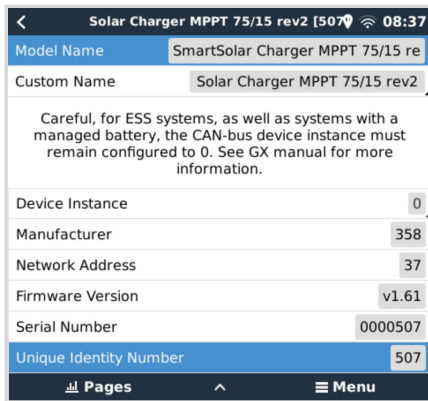 Solar Charger MPPT 75/15 rev2 [507 08:37
Model Name SmartSolar Charger MPPT 75/15 re
Custom Name Solar Charger MPPT 75/15 rev2
Careful, for ESS systems, as well as systems with a
managed battery, the CAN-bus device instance must
remain configured to 0. See GX manual for more
information.
Device Instance 0
Manufacturer 358
Network Address 37
Firmware Version v1.61
Serial Number 0000507
Unique Identity Number 507
Pages Menu